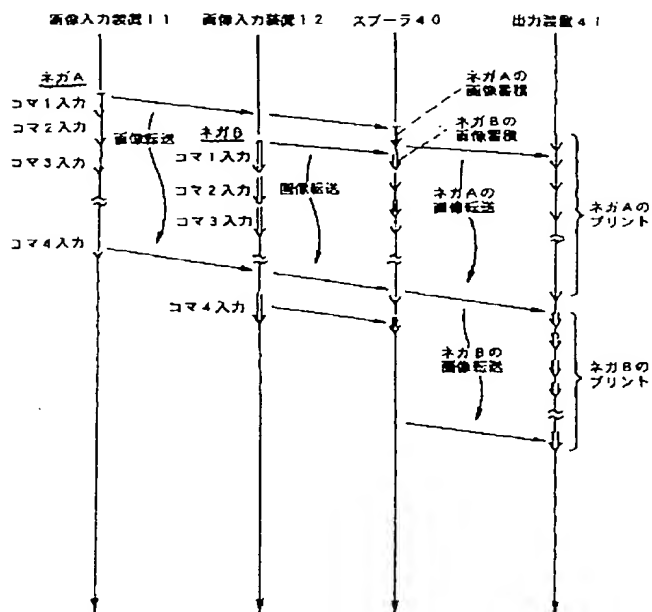 画像入力装置11
画像入力装置12
スプーラ40
出力装置41
ネガA
コマ1入力
コマ2入力
コマ3入力
コマ4入力
画像転送
ネガB
コマ1入力
コマ2入力
コマ3入力
コマ4入力
画像転送
ネガAの
画像蓄積
ネガBの
画像蓄積
ネガAの
画像転送
ネガAの
プリント
ネガBの
画像転送
ネガBの
プリント